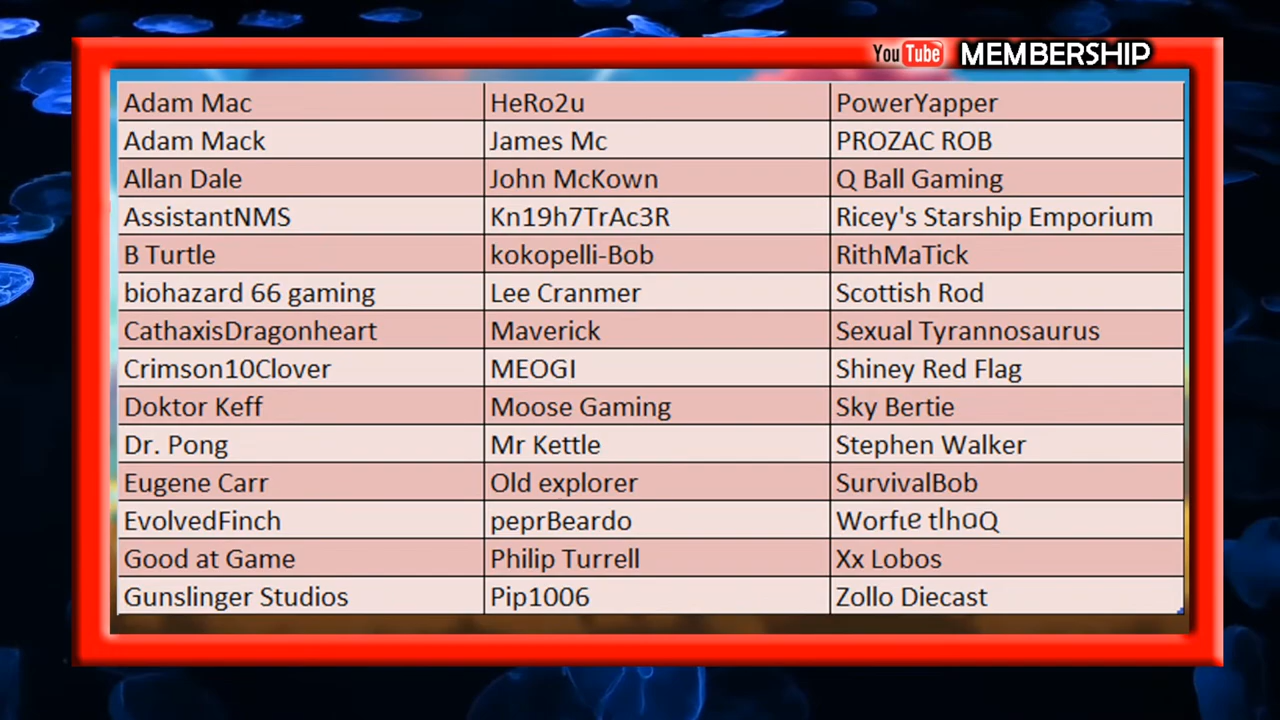 YouTube MEMBERSHIP
Adam Mac HeRo2u PowerYapper
Adam Mack James Mc PROZAC ROB
Allan Dale John McKown Q Ball Gaming
AssistantNMS Kn19h7TrAc3R Ricey's Starship Emporium
B Turtle kokopelli-Bob RithMaTick
biohazard 66 gaming Lee Cranmer Scottish Rod
CathaxisDragonheart Maverick Sexual Tyrannosaurus
Crimson10Clover MEOGI Shiney Red Flag
Doktor Keff Moose Gaming Sky Bertie
Dr. Pong Mr Kettle Stephen Walker
Eugene Carr Old explorer SurvivalBob
EvolvedFinch peprBeardo Worfιɐ tlhɑQ
Good at Game Philip Turrell Xx Lobos
Gunslinger Studios Pip1006 Zollo Diecast